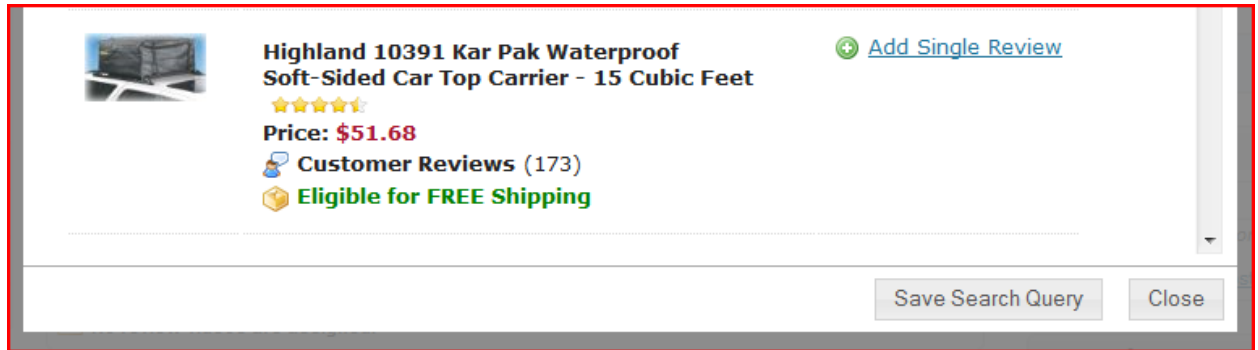 Highland 10391 Kar Pak Waterproof
Soft-Sided Car Top Carrier - 15 Cubic Feet
Add Single Review
Price: $51.68
Customer Reviews (173)
Eligible for FREE Shipping
Save Search Query
Close